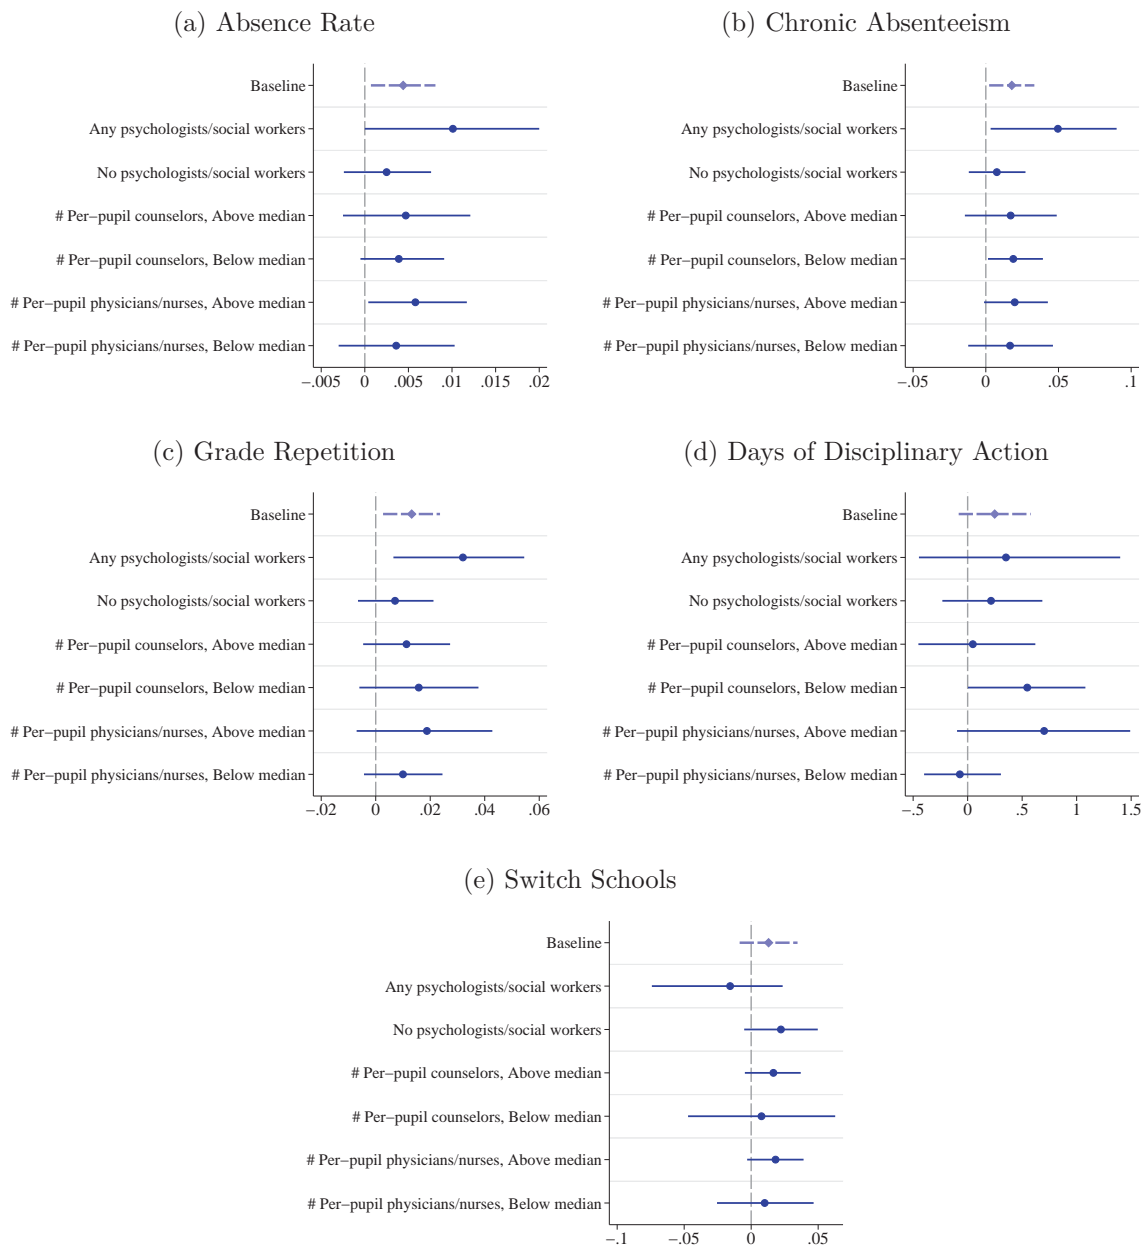 (a) Absence Rate
Baseline
Any psychologists/social workers
No psychologists/social workers
# Per−pupil counselors, Above median
# Per−pupil counselors, Below median
# Per−pupil physicians/nurses, Above median
# Per−pupil physicians/nurses, Below median
−.005 0 .005 .01 .015 .02
(b) Chronic Absenteeism
Baseline
Any psychologists/social workers
No psychologists/social workers
# Per−pupil counselors, Above median
# Per−pupil counselors, Below median
# Per−pupil physicians/nurses, Above median
# Per−pupil physicians/nurses, Below median
−.05 0 .05 .1
(c) Grade Repetition
Baseline
Any psychologists/social workers
No psychologists/social workers
# Per−pupil counselors, Above median
# Per−pupil counselors, Below median
# Per−pupil physicians/nurses, Above median
# Per−pupil physicians/nurses, Below median
−.02 0 .02 .04 .06
(d) Days of Disciplinary Action
Baseline
Any psychologists/social workers
No psychologists/social workers
# Per−pupil counselors, Above median
# Per−pupil counselors, Below median
# Per−pupil physicians/nurses, Above median
# Per−pupil physicians/nurses, Below median
−.5 0 .5 1 1.5
(e) Switch Schools
Baseline
Any psychologists/social workers
No psychologists/social workers
# Per−pupil counselors, Above median
# Per−pupil counselors, Below median
# Per−pupil physicians/nurses, Above median
# Per−pupil physicians/nurses, Below median
−.1 −.05 0 .05